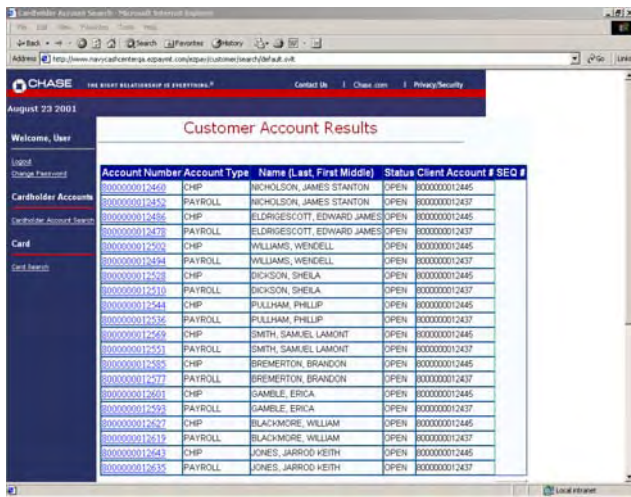 Cardholder Account Search - Microsoft Internet Explorer
File Edit View Favorites Tools Help
Back Search Favorites History
Address http://www.navycashcenterqa.ezpaymt.com/ezpay/customer/search/default.cvlt Go Links
CHASE THE RIGHT RELATIONSHIP IS EVERYTHING.® Contact Us | Chase.com | Privacy/Security
August 23 2001
Welcome, User
Logout
Change Password
Cardholder Accounts
Cardholder Account Search
Card
Card Search
Customer Account Results
Account Number Account Type Name (Last, First Middle) Status Client Account # SEQ #
8000000012460 CHIP NICHOLSON, JAMES STANTON OPEN 8000000012445
8000000012452 PAYROLL NICHOLSON, JAMES STANTON OPEN 8000000012437
8000000012486 CHIP ELDRIGESCOTT, EDWARD JAMES OPEN 8000000012445
8000000012478 PAYROLL ELDRIGESCOTT, EDWARD JAMES OPEN 8000000012437
8000000012502 CHIP WILLIAMS, WENDELL OPEN 8000000012445
8000000012494 PAYROLL WILLIAMS, WENDELL OPEN 8000000012437
8000000012528 CHIP DICKSON, SHEILA OPEN 8000000012445
8000000012510 PAYROLL DICKSON, SHEILA OPEN 8000000012437
8000000012544 CHIP PULLHAM, PHILLIP OPEN 8000000012445
8000000012536 PAYROLL PULLHAM, PHILLIP OPEN 8000000012437
8000000012569 CHIP SMITH, SAMUEL LAMONT OPEN 8000000012445
8000000012551 PAYROLL SMITH, SAMUEL LAMONT OPEN 8000000012437
8000000012585 CHIP BREMERTON, BRANDON OPEN 8000000012445
8000000012577 PAYROLL BREMERTON, BRANDON OPEN 8000000012437
8000000012601 CHIP GAMBLE, ERICA OPEN 8000000012445
8000000012593 PAYROLL GAMBLE, ERICA OPEN 8000000012437
8000000012627 CHIP BLACKMORE, WILLIAM OPEN 8000000012445
8000000012619 PAYROLL BLACKMORE, WILLIAM OPEN 8000000012437
8000000012643 CHIP JONES, JARROD KEITH OPEN 8000000012445
8000000012635 PAYROLL JONES, JARROD KEITH OPEN 8000000012437
Local intranet